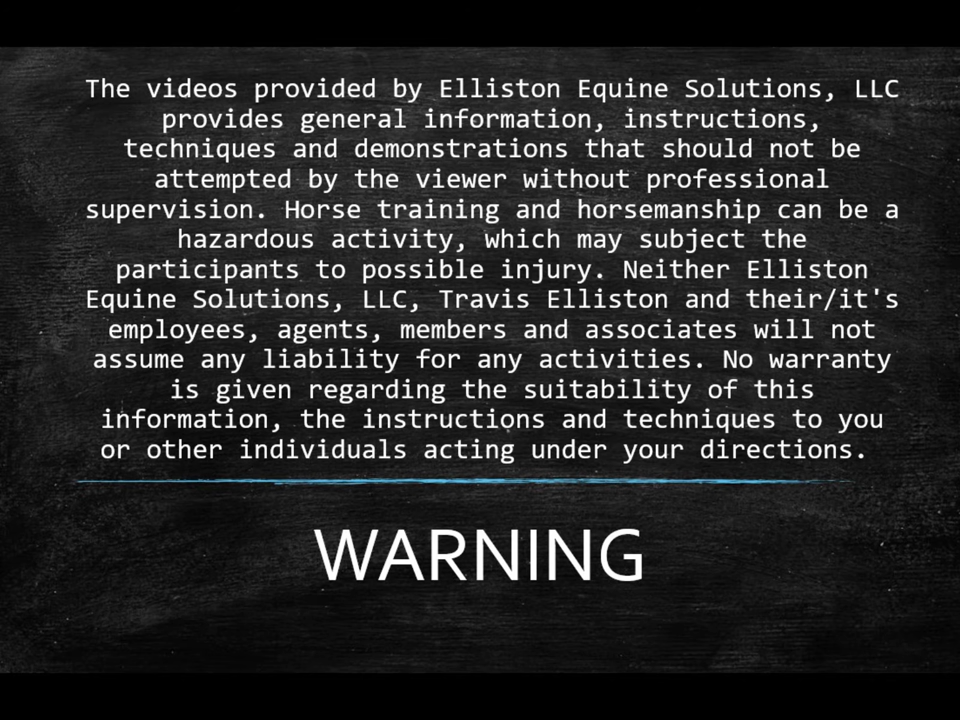 The videos provided by Elliston Equine Solutions, LLC
provides general information, instructions,
techniques and demonstrations that should not be
attempted by the viewer without professional
supervision. Horse training and horsemanship can be a
hazardous activity, which may subject the
participants to possible injury. Neither Elliston
Equine Solutions, LLC, Travis Elliston and their/it's
employees, agents, members and associates will not
assume any liability for any activities. No warranty
is given regarding the suitability of this
information, the instructions and techniques to you
or other individuals acting under your directions.
WARNING